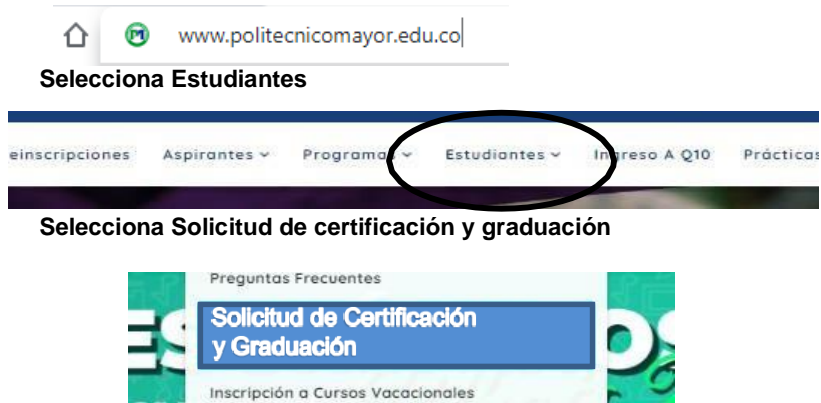 www.politecnicomayor.edu.co
Selecciona Estudiantes
einscripciones Aspirantes Programas Estudiantes Ingreso A Q10 Prácticas
Selecciona Solicitud de certificación y graduación
Preguntas Frecuentes
Solicitud de Certificación
y Graduación
Inscripción a Cursos Vacacionales